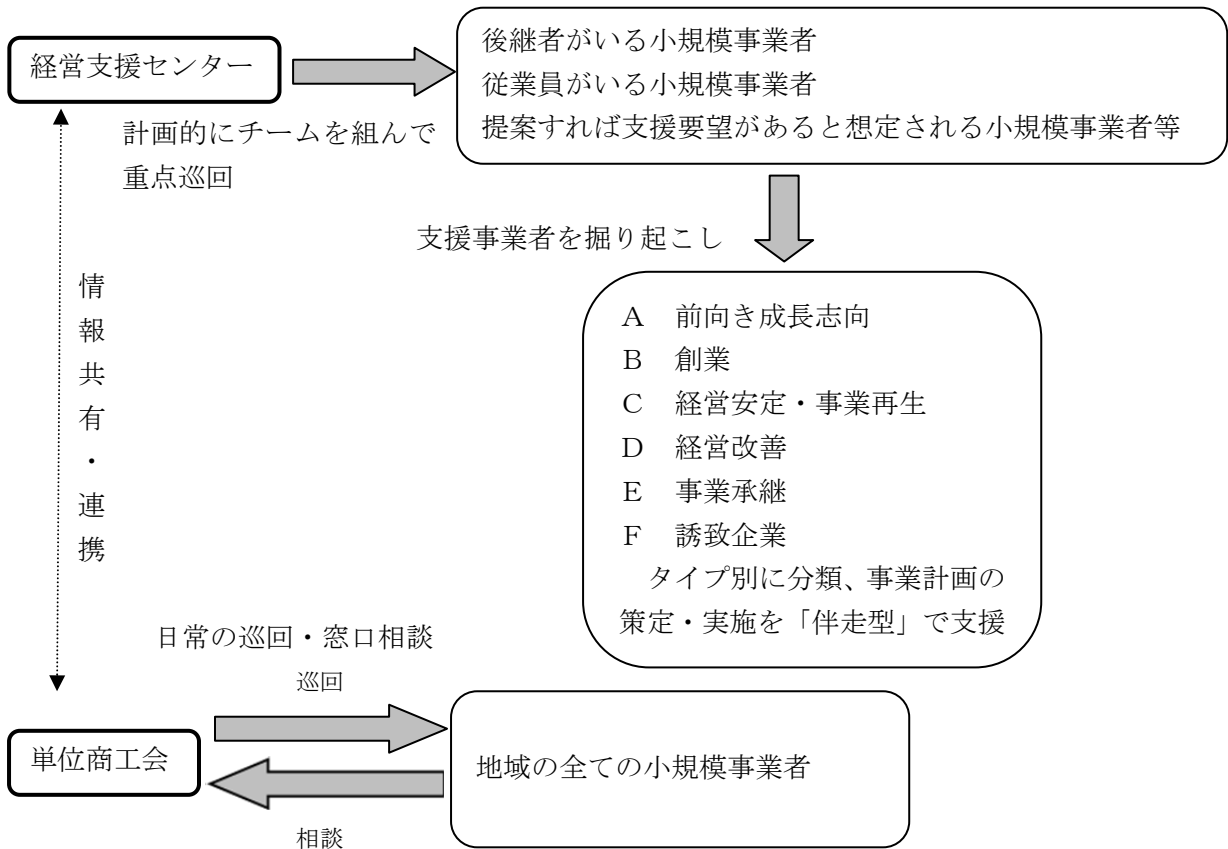 経営支援センター
計画的にチームを組んで
重点巡回
後継者がいる小規模事業者
従業員がいる小規模事業者
提案すれば支援要望があると想定される小規模事業者等
支援事業者を掘り起こし
A 前向き成長志向
B 創業
C 経営安定・事業再生
D 経営改善
E 事業承継
F 誘致企業
タイプ別に分類、事業計画の
策定・実施を「伴走型」で支援
情報共有・連携
日常の巡回・窓口相談
巡回
単位商工会
地域の全ての小規模事業者
相談